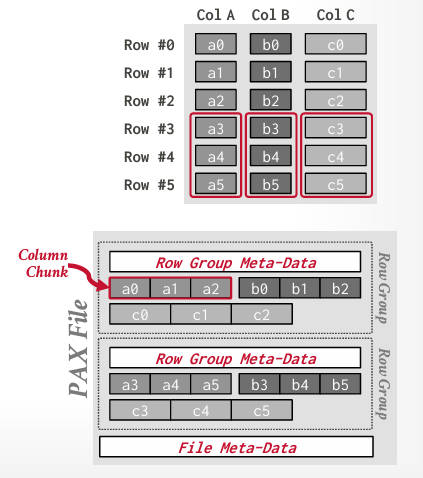 Col A Col B Col C
Row #0 a0 b0 c0
Row #1 a1 b1 c1
Row #2 a2 b2 c2
Row #3 a3 b3 c3
Row #4 a4 b4 c4
Row #5 a5 b5 c5
PAX File
Column
Chunk
Row Group Meta-Data
a0 a1 a2 b0 b1 b2
c0 c1 c2
Row Group
Row Group Meta-Data
a3 a4 a5 b3 b4 b5
c3 c4 c5
Row Group
File Meta-Data